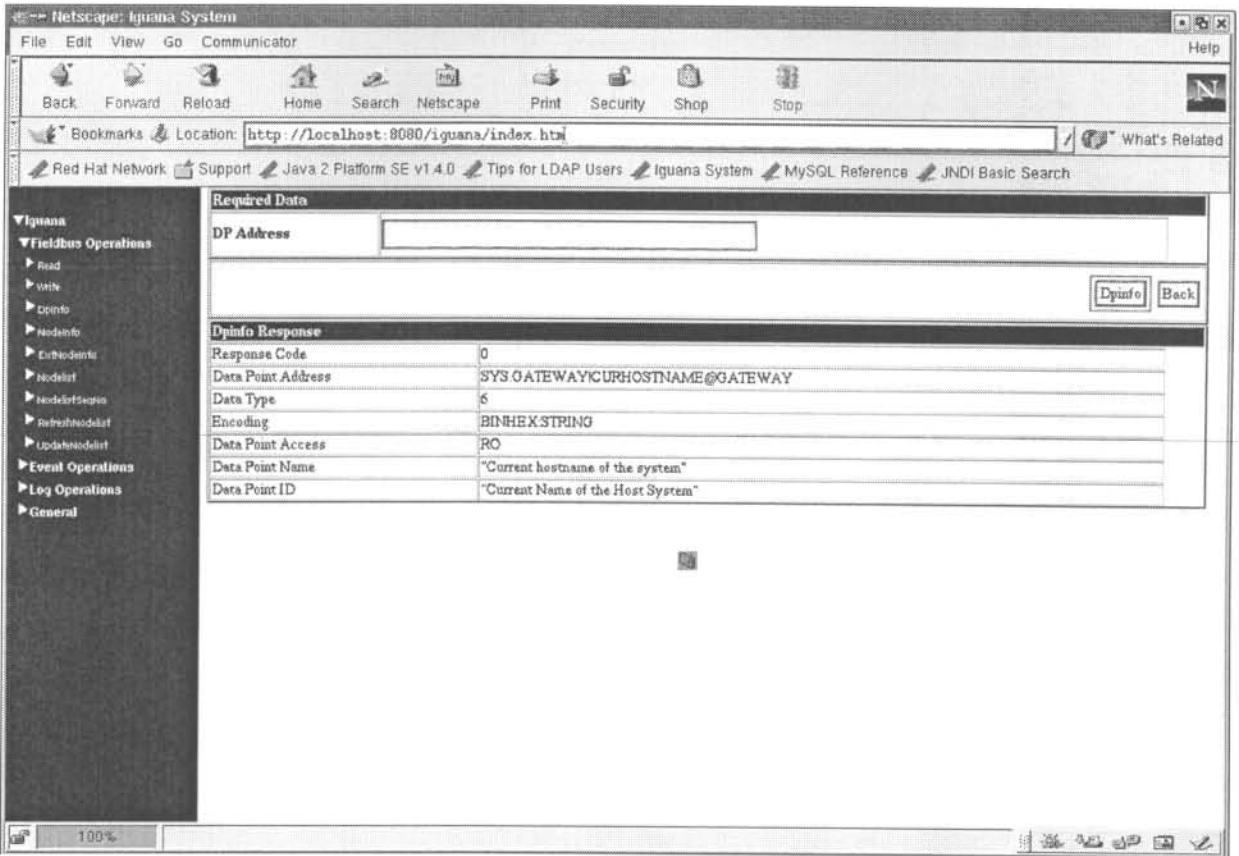 Netscape: Iguana System
File Edit View Go Communicator Help
Back Forward Reload Home Search Netscape Print Security Shop Stop
My
N
Bookmarks Location: http://localhost:8080/iguana/index.htm What's Related
Red Hat Network Support Java 2 Platform SE v1.4.0 Tips for LDAP Users Iguana System MySQL Reference JNDI Basic Search
Iguana
Fieldbus Operations
Read
Write
Dpinfo
NodeInfo
ExtNodeInfo
Nodelist
NodelistSeqNo
RefreshNodelist
UpdateNodelist
Event Operations
Log Operations
General
Required Data
DP Address
Dpinfo Back
Dpinfo Response
Response Code 0
Data Point Address SYS.GATEWAY\CURHOSTNAME@GATEWAY
Data Type 6
Encoding BINHEX:STRING
Data Point Access RO
Data Point Name "Current hostname of the system"
Data Point ID "Current Name of the Host System"
100%